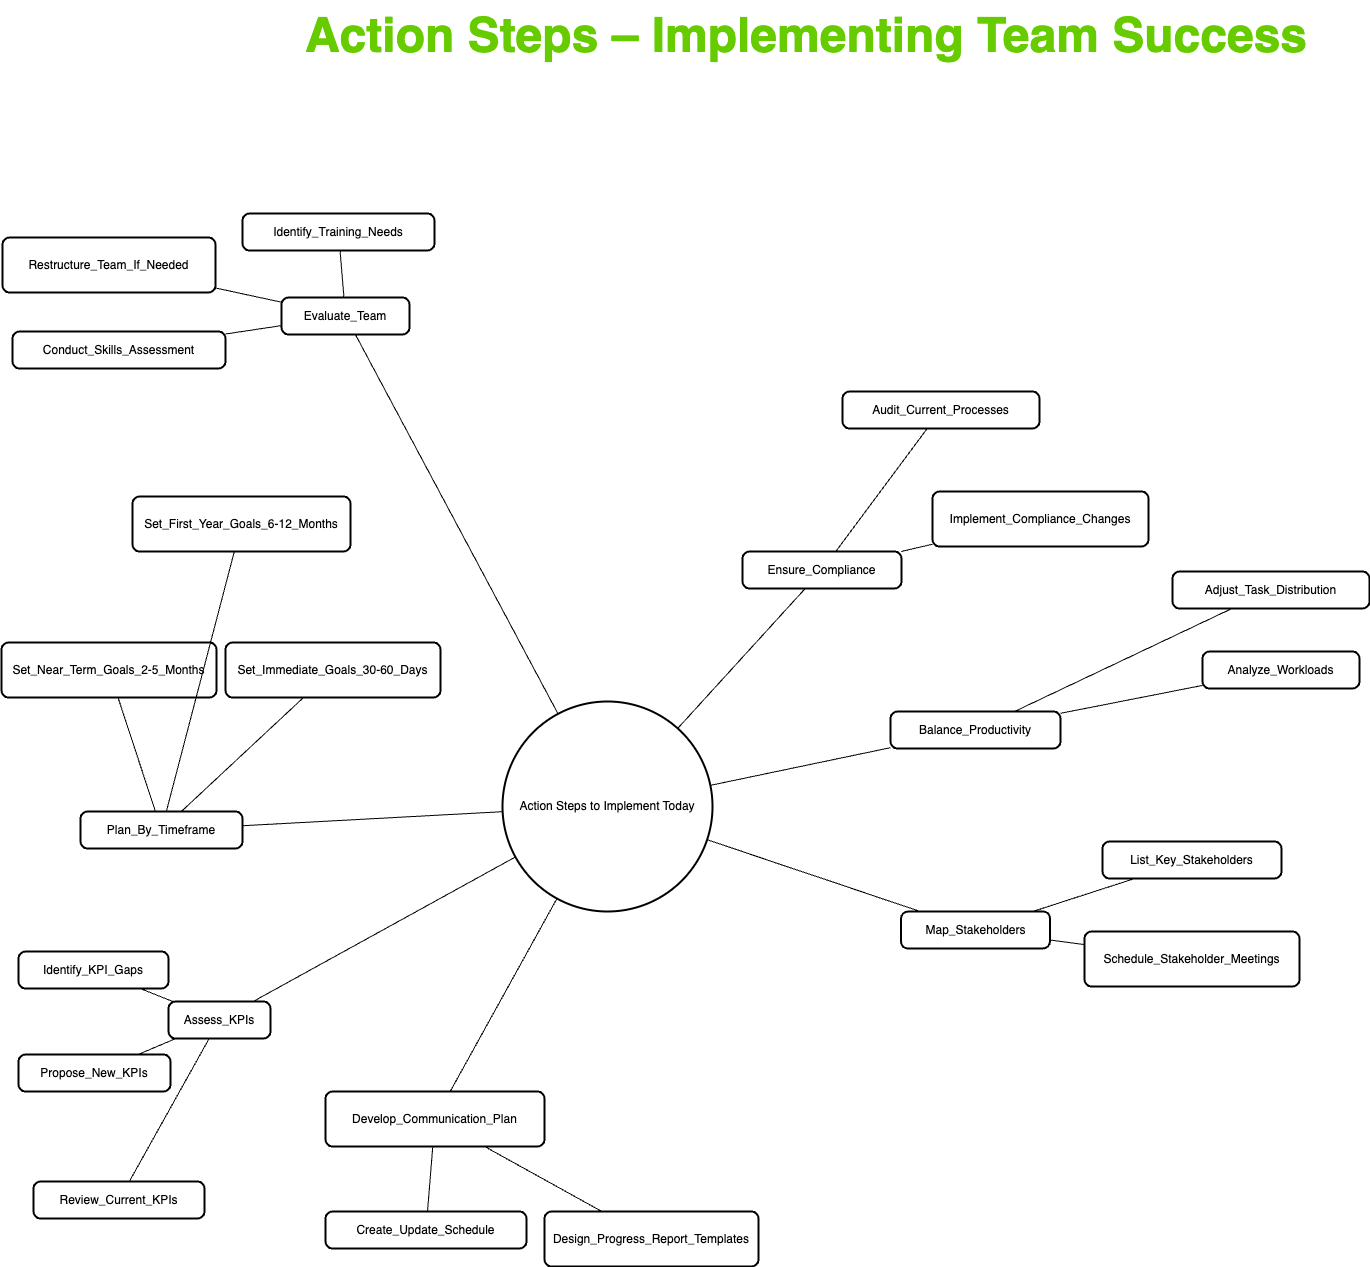 Action Steps – Implementing Team Success
Identify_Training_Needs
Restructure_Team_If_Needed
Evaluate_Team
Conduct_Skills_Assessment
Audit_Current_Processes
Set_First_Year_Goals_6-12_Months
Implement_Compliance_Changes
Ensure_Compliance
Adjust_Task_Distribution
Set_Near_Term_Goals_2-5_Months
Set_Immediate_Goals_30-60_Days
Analyze_Workloads
Balance_Productivity
Action Steps to Implement Today
Plan_By_Timeframe
List_Key_Stakeholders
Map_Stakeholders
Schedule_Stakeholder_Meetings
Identify_KPI_Gaps
Assess_KPIs
Propose_New_KPIs
Develop_Communication_Plan
Review_Current_KPIs
Create_Update_Schedule
Design_Progress_Report_Templates